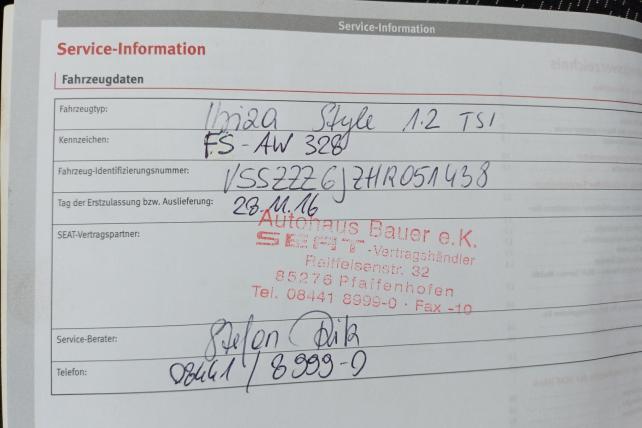 Service-Information
Service-Information
Fahrzeugdaten
Fahrzeugtyp: Ibiza Style 1.2 TSI
Kennzeichen: FS-AW 328
Fahrzeug-Identifizierungsnummer: VSSZZZ6JZHR051438
Tag der Erstzulassung bzw. Auslieferung: 28.11.16
SEAT-Vertragspartner:
Autohaus Bauer e.K.
SEAT-Vertragshändler
Raiffeisenstr. 32
85276 Pfaffenhofen
Tel. 08441 8999-0 · Fax -10
Service-Berater: Stefan
Telefon: 08441 / 8999-0